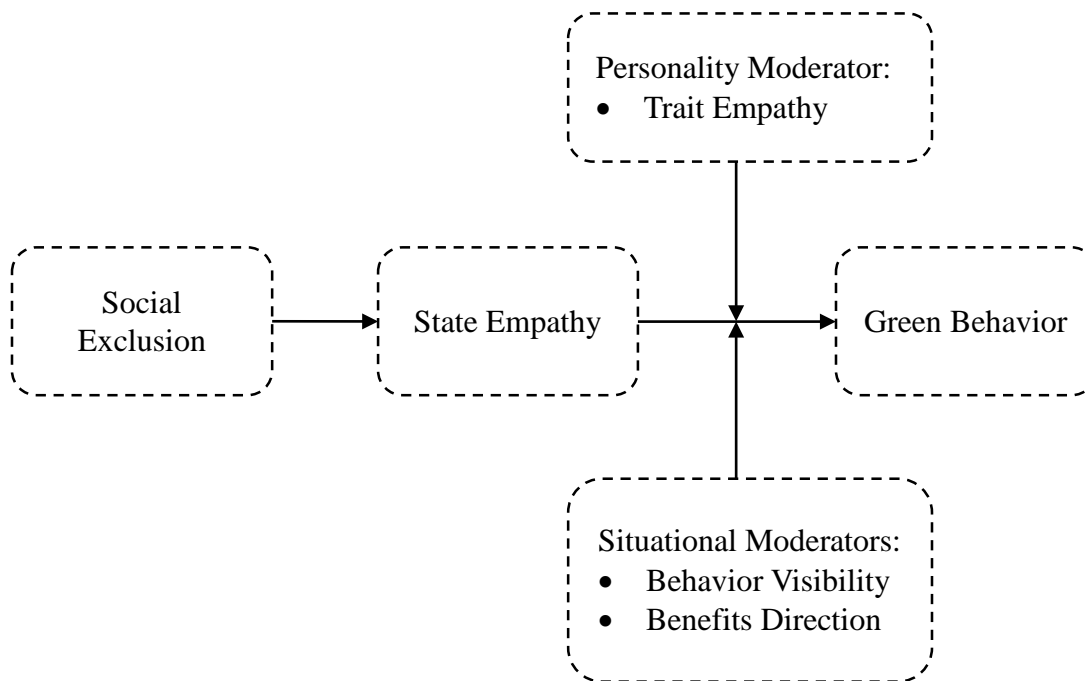 Personality Moderator:
• Trait Empathy
Social
Exclusion
State Empathy
Green Behavior
Situational Moderators:
• Behavior Visibility
• Benefits Direction